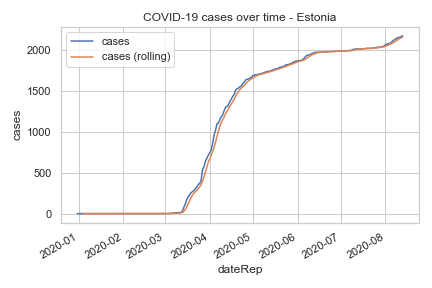 COVID-19 cases over time - Estonia
cases
cases (rolling)
2000
1500
1000
500
0
cases
2020-01
2020-02
2020-03
2020-04
2020-05
2020-06
2020-07
2020-08
dateRep